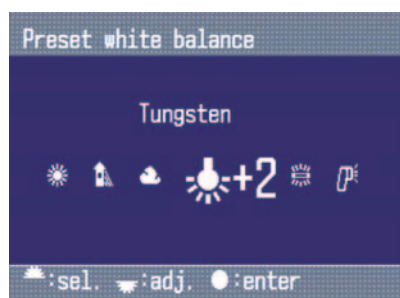 Preset white balance
Tungsten
+2
:sel. :adj. :enter